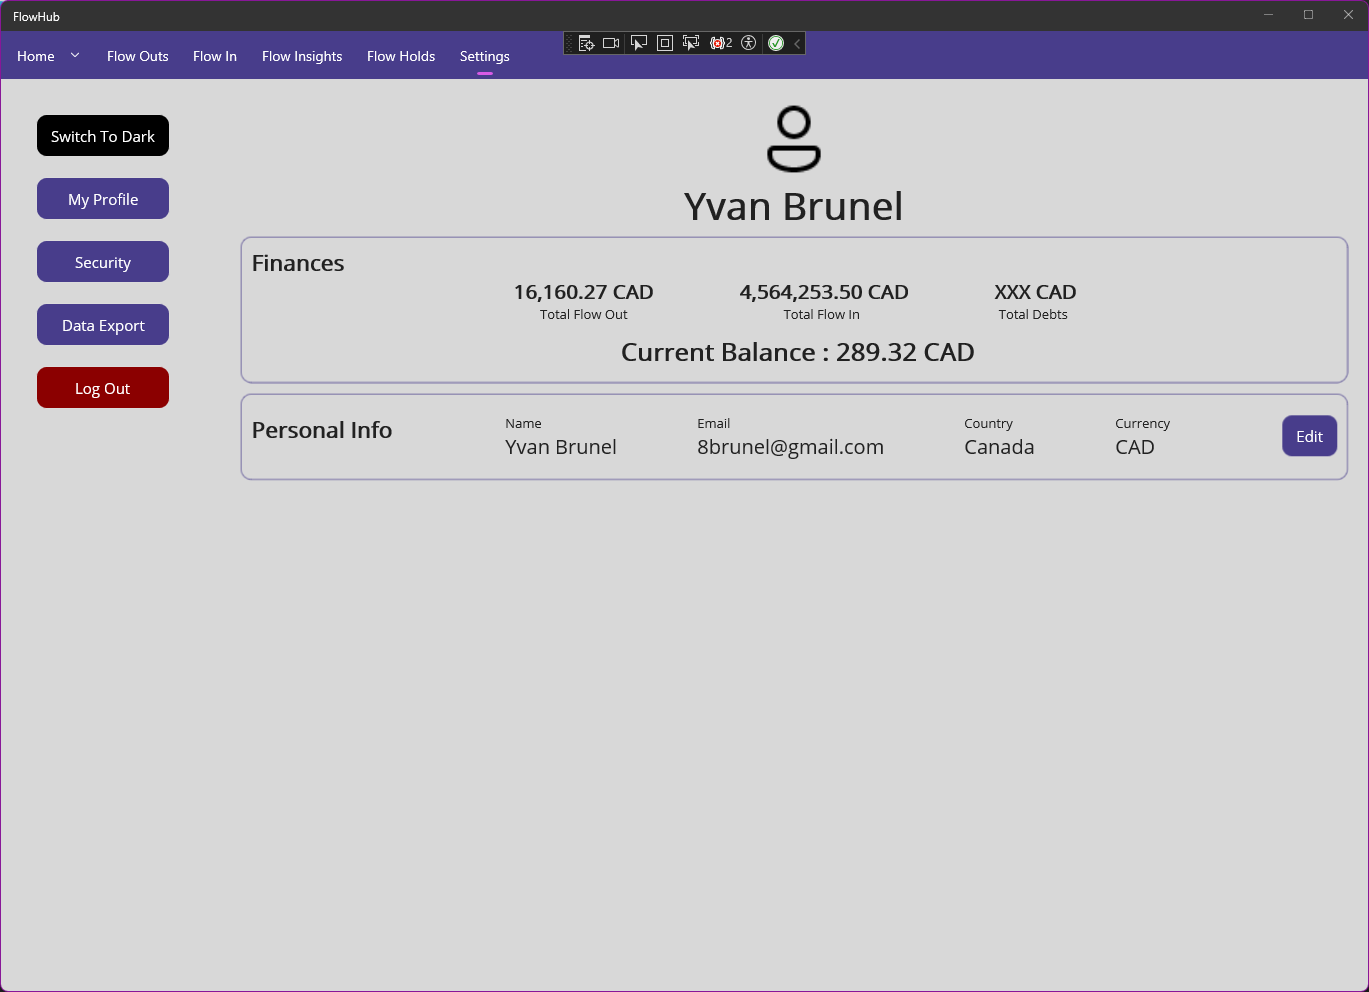 FlowHub
Home Flow Outs Flow In Flow Insights Flow Holds Settings
2
Switch To Dark
My Profile
Security
Data Export
Log Out
Yvan Brunel
Finances
16,160.27 CAD 4,564,253.50 CAD XXX CAD
Total Flow Out Total Flow In Total Debts
Current Balance : 289.32 CAD
Personal Info
Name Email Country Currency
Yvan Brunel 8brunel@gmail.com Canada CAD
Edit